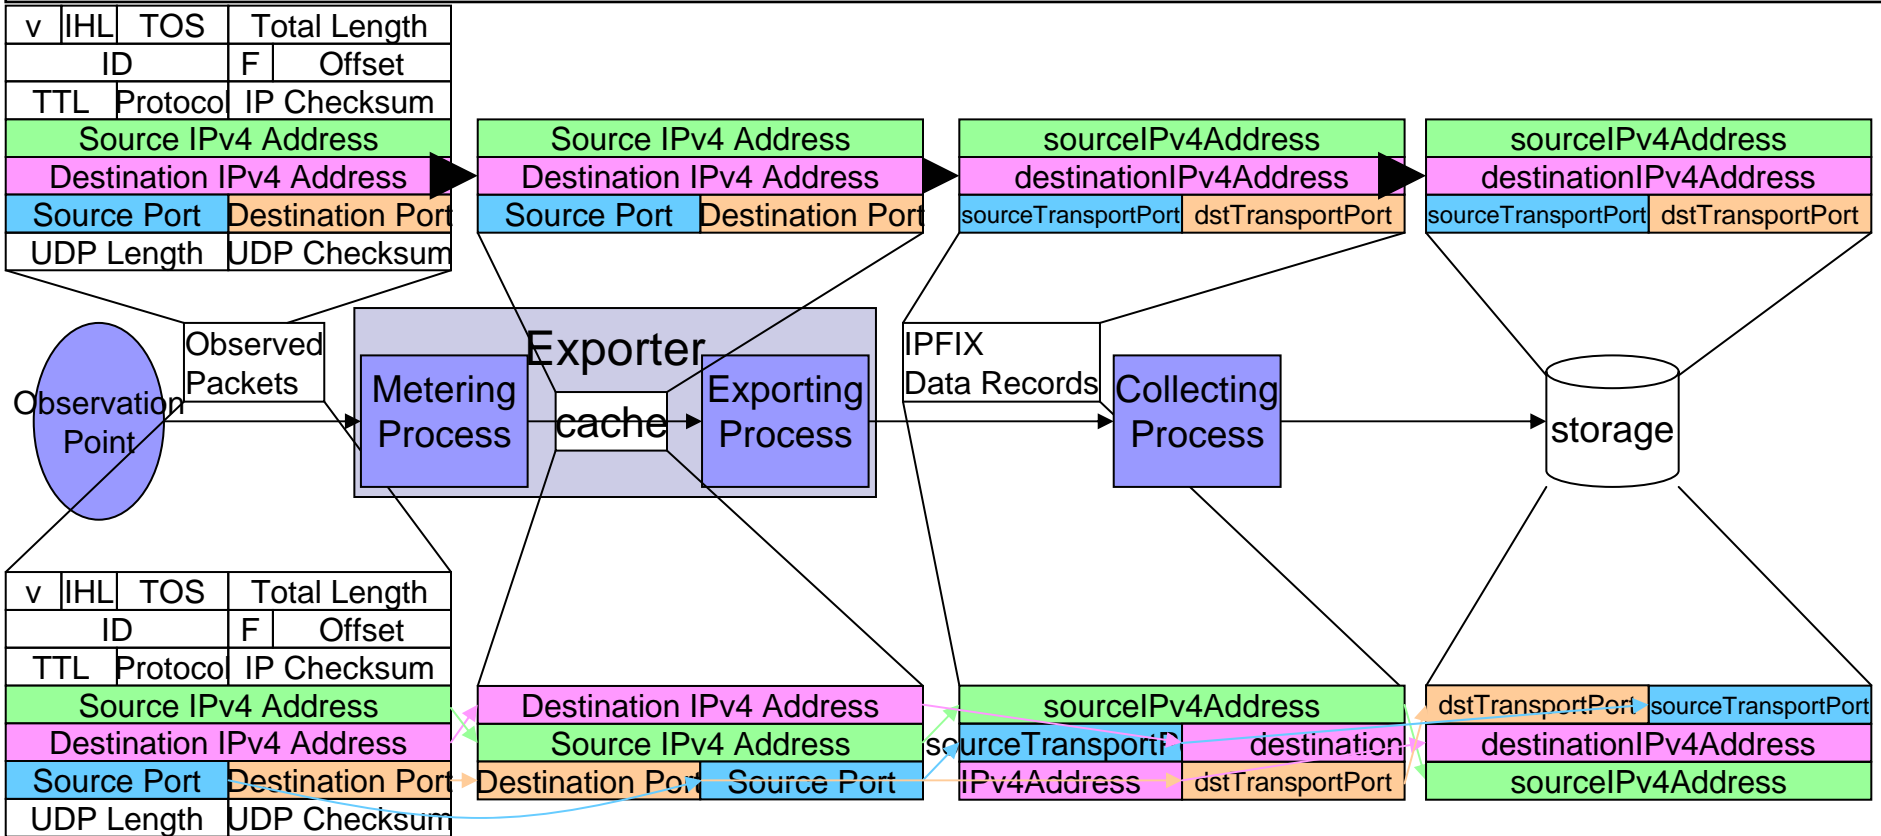 v IHL TOS Total Length
ID F Offset
TTL Protocol IP Checksum
Source IPv4 Address Source IPv4 Address sourceIPv4Address sourceIPv4Address
Destination IPv4 Address Destination IPv4 Address destinationIPv4Address destinationIPv4Address
Source Port Destination Port Source Port Destination Port sourceTransportPort dstTransportPort sourceTransportPort dstTransportPort
UDP Length UDP Checksum
Observation
Point
Observed
Packets
Exporter
Metering
Process
cache
Exporting
Process
IPFIX
Data Records
Collecting
Process
storage
v IHL TOS Total Length
ID F Offset
TTL Protocol IP Checksum
Source IPv4 Address Destination IPv4 Address sourceIPv4Address dstTransportPort sourceTransportPort
Destination IPv4 Address Source IPv4 Address sourceTransportP destination destinationIPv4Address
Source Port Destination Port Destination Port Source Port IPv4Address dstTransportPort sourceIPv4Address
UDP Length UDP Checksum